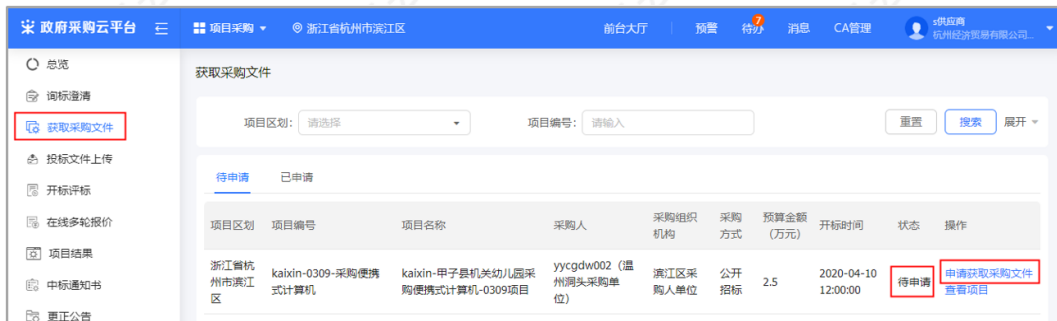 政府采购云平台 项目采购 浙江省杭州市滨江区 前台大厅 预警 待办 7 消息 CA管理 s供应商
杭州经济贸易有限公司...
总览
询标澄清
获取采购文件
投标文件上传
开标评标
在线多轮报价
项目结果
中标通知书
更正公告
获取采购文件
项目区划: 请选择 项目编号: 请输入 重置 搜索 展开
待申请 已申请
项目区划 项目编号 项目名称 采购人 采购组织机构 采购方式 预算金额(万元) 开标时间 状态 操作
浙江省杭 kaixin-0309-采购便携 kaixin-甲子县机关幼儿园采 yycgdw002（温 滨江区采 公开 2.5 2020-04-10 待申请 申请获取采购文件
州市滨江 式计算机 购便携式计算机-0309项目 州洞头采购单 购人单位 招标 12:00:00 查看项目
区 位）